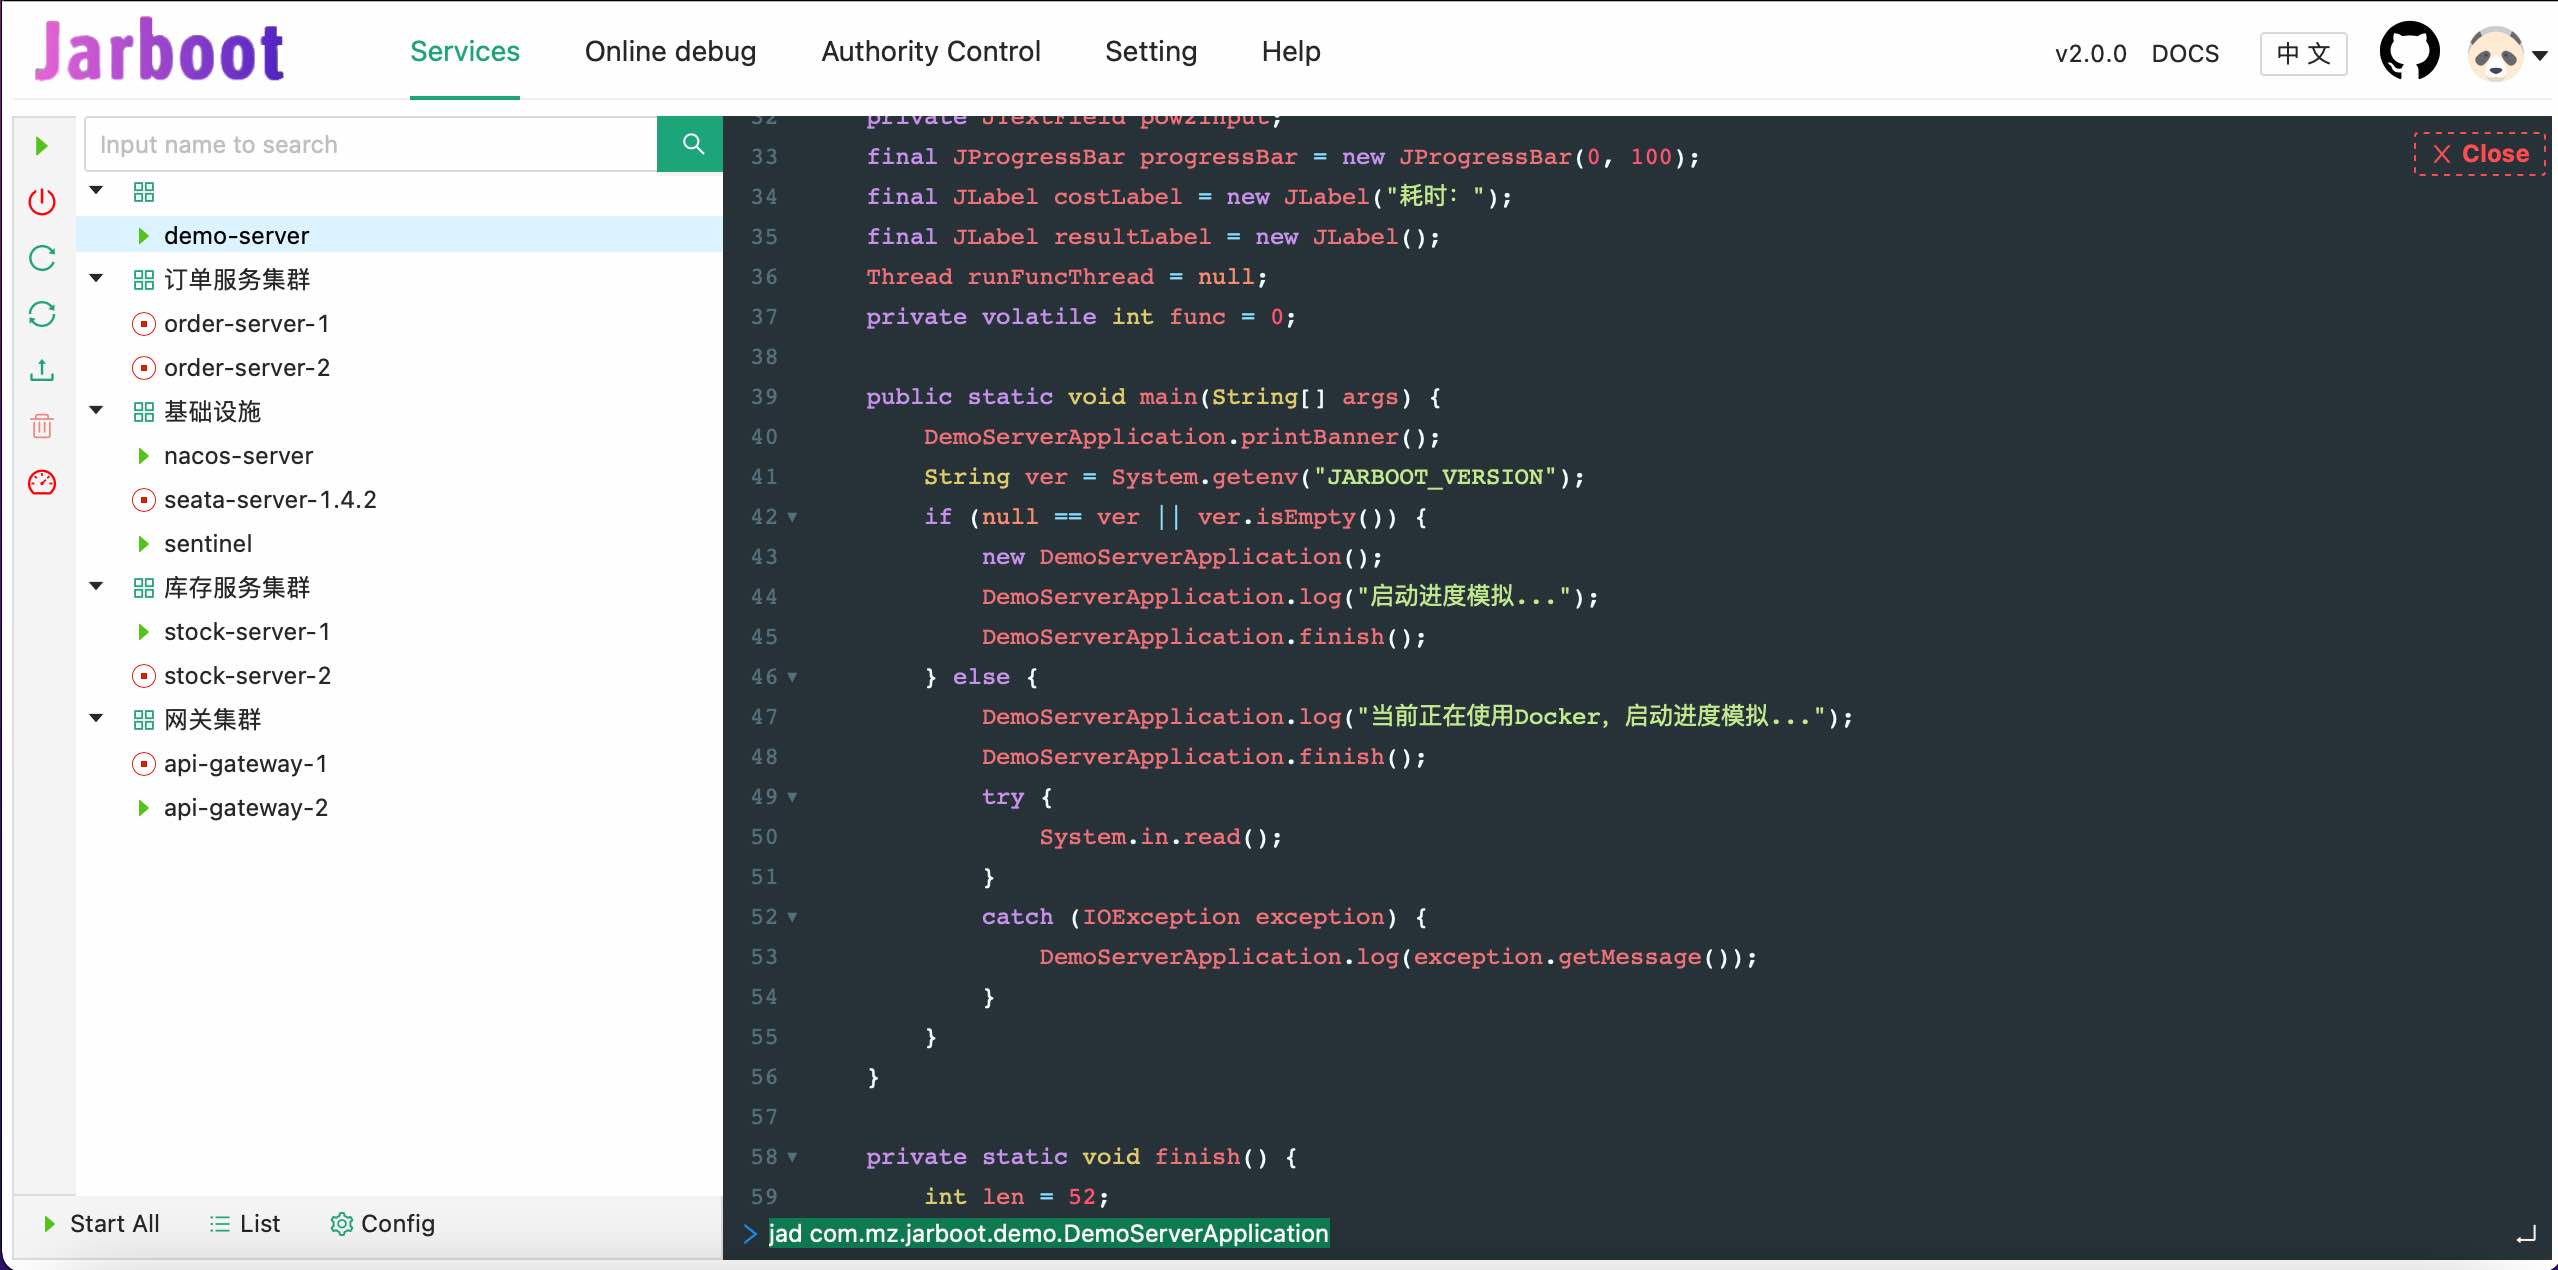 Jarboot
Services
Online debug
Authority Control
Setting
Help
v2.0.0
DOCS
中 文
Input name to search
demo-server
订单服务集群
order-server-1
order-server-2
基础设施
nacos-server
seata-server-1.4.2
sentinel
库存服务集群
stock-server-1
stock-server-2
网关集群
api-gateway-1
api-gateway-2
Start All
List
Config
Close
32 private JTextField pow2Input;
33 final JProgressBar progressBar = new JProgressBar(0, 100);
34 final JLabel costLabel = new JLabel("耗时：");
35 final JLabel resultLabel = new JLabel();
36 Thread runFuncThread = null;
37 private volatile int func = 0;
38
39 public static void main(String[] args) {
40 DemoServerApplication.printBanner();
41 String ver = System.getenv("JARBOOT_VERSION");
42 if (null == ver || ver.isEmpty()) {
43 new DemoServerApplication();
44 DemoServerApplication.log("启动进度模拟...");
45 DemoServerApplication.finish();
46 } else {
47 DemoServerApplication.log("当前正在使用Docker，启动进度模拟...");
48 DemoServerApplication.finish();
49 try {
50 System.in.read();
51 }
52 catch (IOException exception) {
53 DemoServerApplication.log(exception.getMessage());
54 }
55 }
56 }
57
58 private static void finish() {
59 int len = 52;
> jad com.mz.jarboot.demo.DemoServerApplication